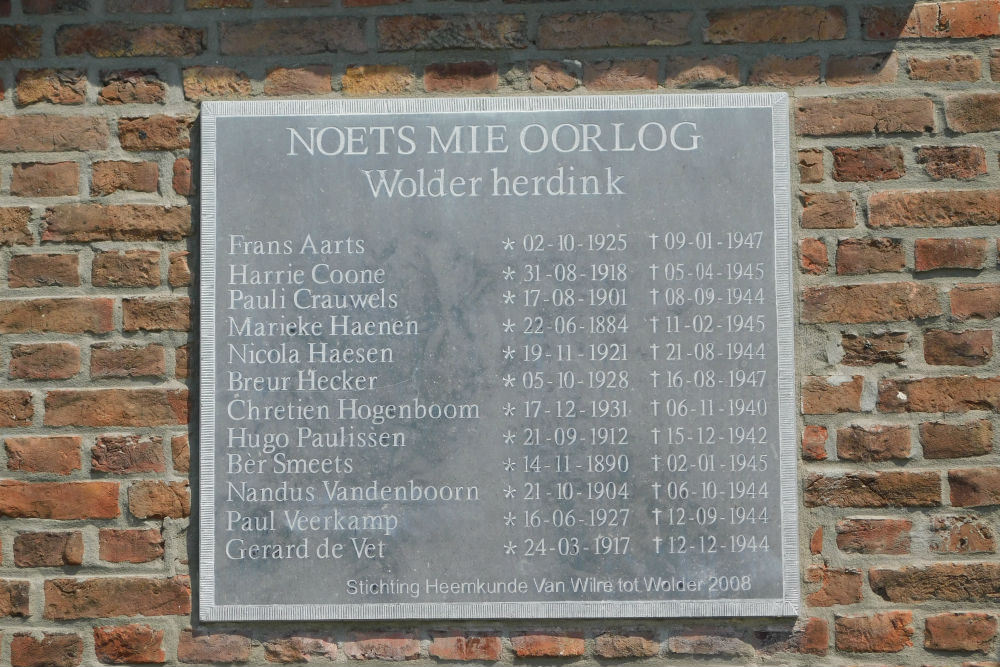 NOETS MIE OORLOG
Wolder herdink
Frans Aarts * 02-10-1925 † 09-01-1947
Harrie Coone * 31-08-1918 † 05-04-1945
Pauli Crauwels * 17-08-1901 † 08-09-1944
Marieke Haenen * 22-06-1884 † 11-02-1945
Nicola Haesen * 19-11-1921 † 21-08-1944
Breur Hecker * 05-10-1928 † 16-08-1947
Chretien Hogenboom * 17-12-1931 † 06-11-1940
Hugo Paulissen * 21-09-1912 † 15-12-1942
Bèr Smeets * 14-11-1890 † 02-01-1945
Nandus Vandenboorn * 21-10-1904 † 06-10-1944
Paul Veerkamp * 16-06-1927 † 12-09-1944
Gerard de Vet * 24-03-1917 † 12-12-1944
Stichting Heemkunde Van Wilre tot Wolder 2008